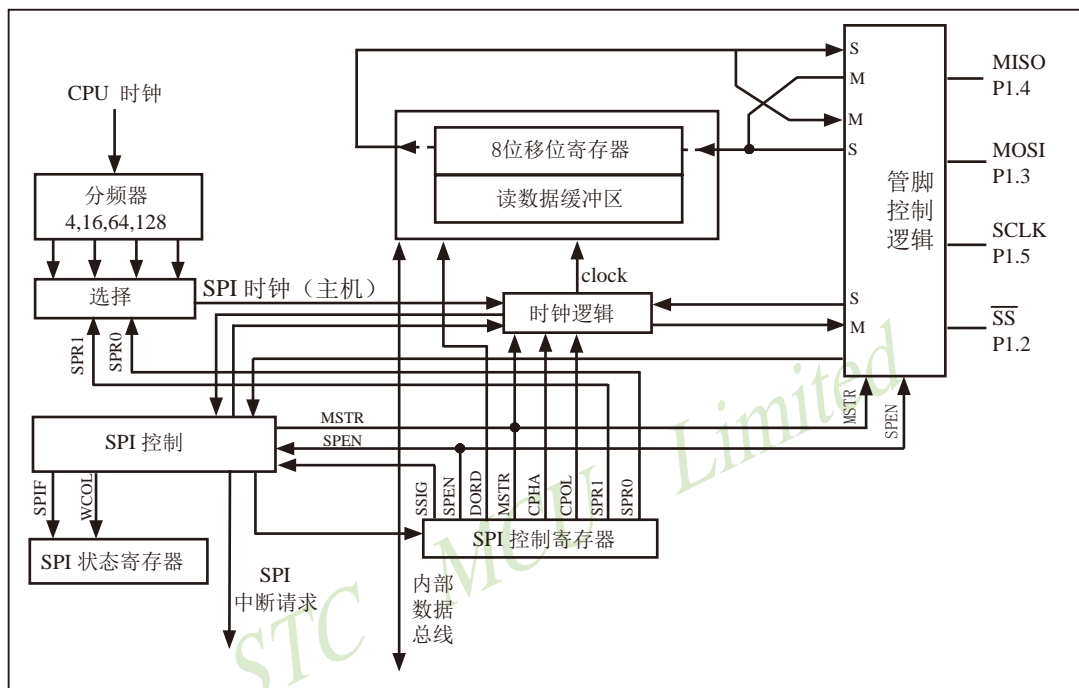 CPU 时钟
分频器
4,16,64,128
选择
SPR1
SPR0
SPI 时钟（主机）
8位移位寄存器
读数据缓冲区
clock
时钟逻辑
S
M
M
S
S
M
管脚
控制
逻辑
MISO
P1.4
MOSI
P1.3
SCLK
P1.5
SS
P1.2
MSTR
SPEN
SPI 控制
MSTR
SPEN
SPIF
WCOL
SPI 状态寄存器
SPI
中断请求
SSIG
SPEN
DORD
MSTR
CPHA
CPOL
SPR1
SPR0
SPI 控制寄存器
内部
数据
总线
STC MCU Limited